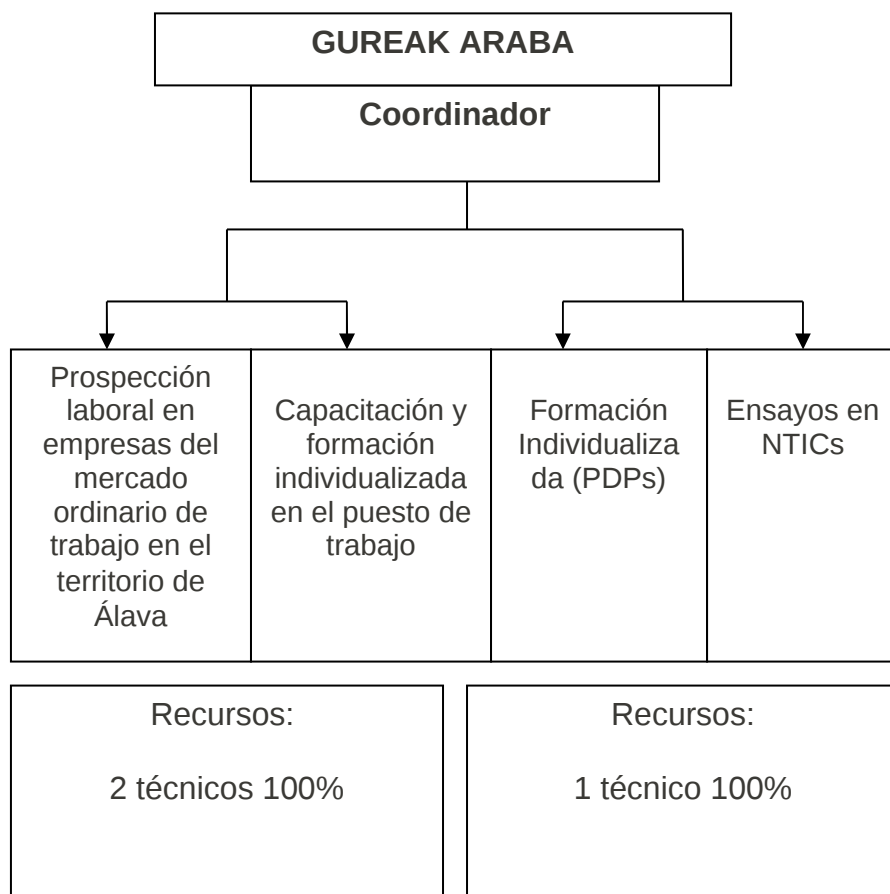 GUREAK ARABA
Coordinador
Prospección
laboral en
empresas del
mercado
ordinario de
trabajo en el
territorio de
Álava
Capacitación y
formación
individualizada
en el puesto de
trabajo
Formación
Individualiza
da (PDPs)
Ensayos en
NTICs
Recursos:
2 técnicos 100%
Recursos:
1 técnico 100%